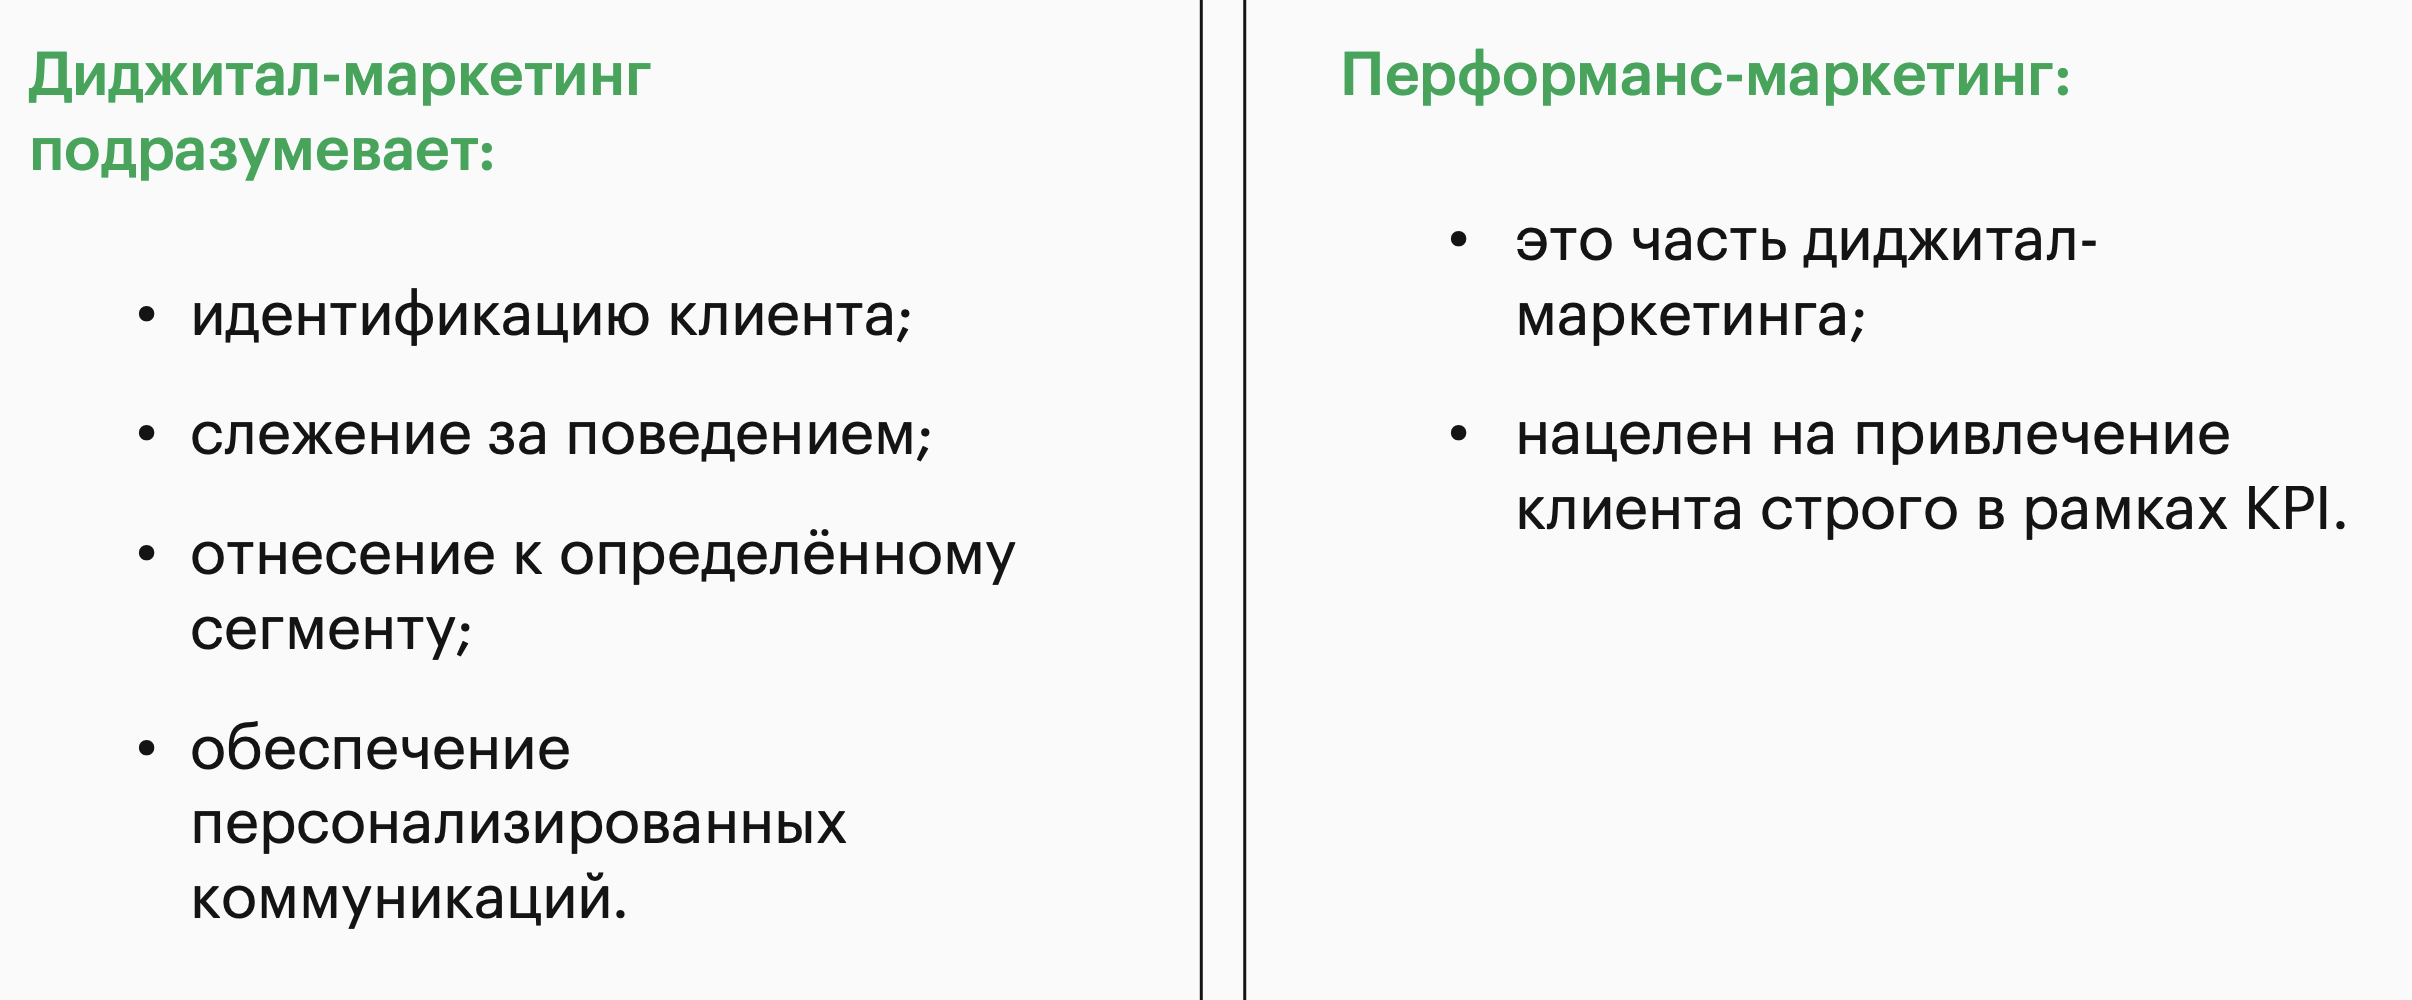 Диджитал-маркетинг
подразумевает:
• идентификацию клиента;
• слежение за поведением;
• отнесение к определённому
сегменту;
• обеспечение
персонализированных
коммуникаций.
Перформанс-маркетинг:
• это часть диджитал-
маркетинга;
• нацелен на привлечение
клиента строго в рамках KPI.